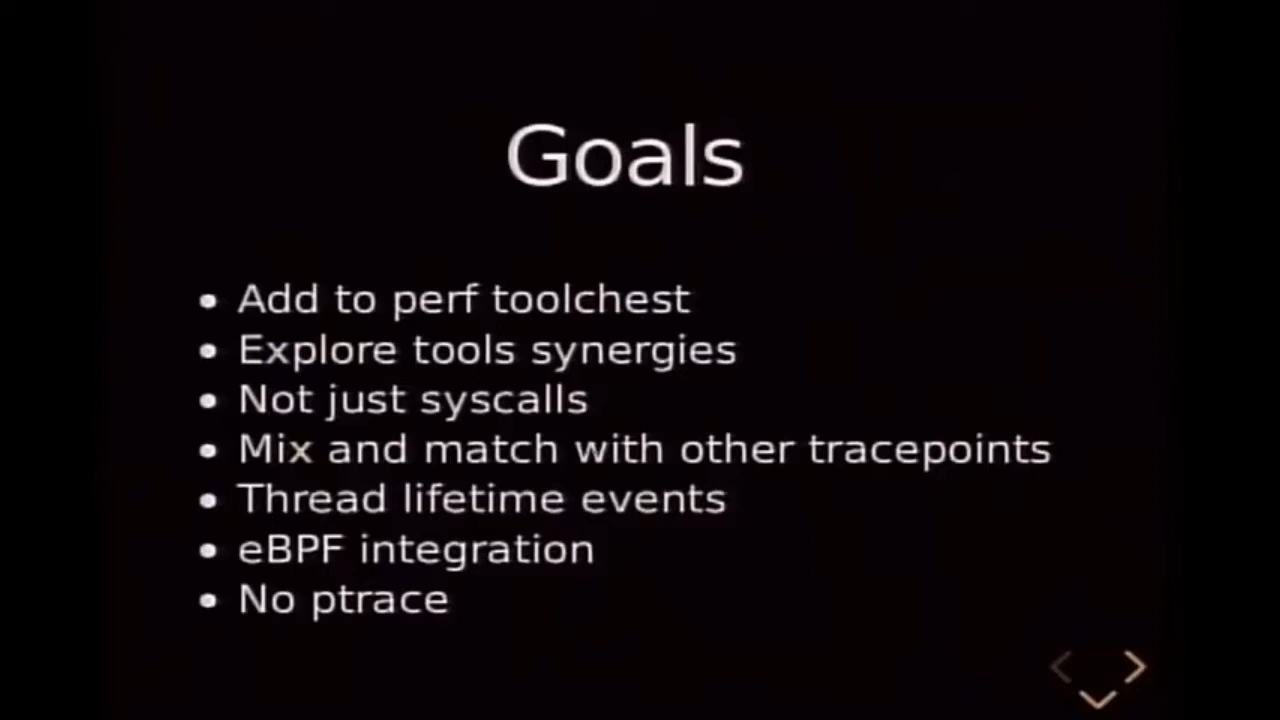 Goals
• Add to perf toolchest
• Explore tools synergies
• Not just syscalls
• Mix and match with other tracepoints
• Thread lifetime events
• eBPF integration
• No ptrace